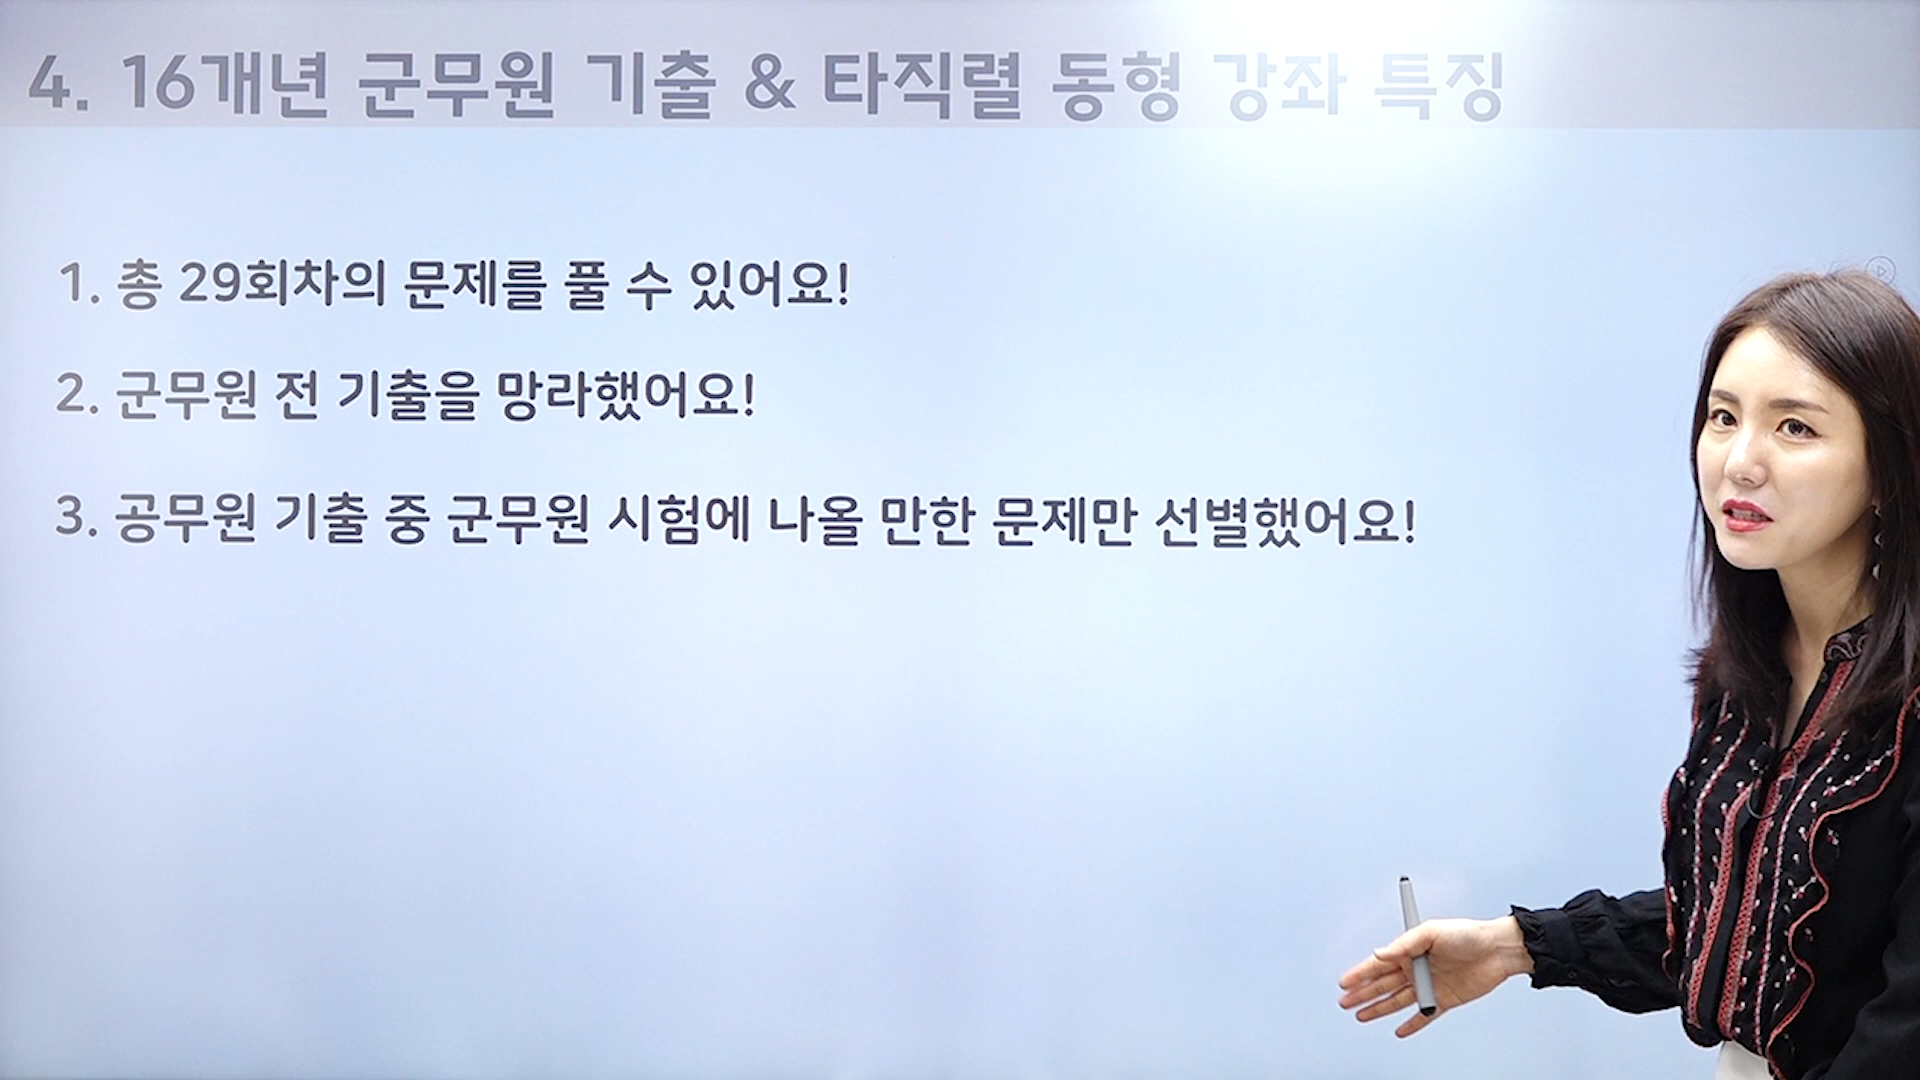 4. 16개년 군무원 기출 & 타직렬 동형 강좌 특징
1. 총 29회차의 문제를 풀 수 있어요!
2. 군무원 전 기출을 망라했어요!
3. 공무원 기출 중 군무원 시험에 나올 만한 문제만 선별했어요!